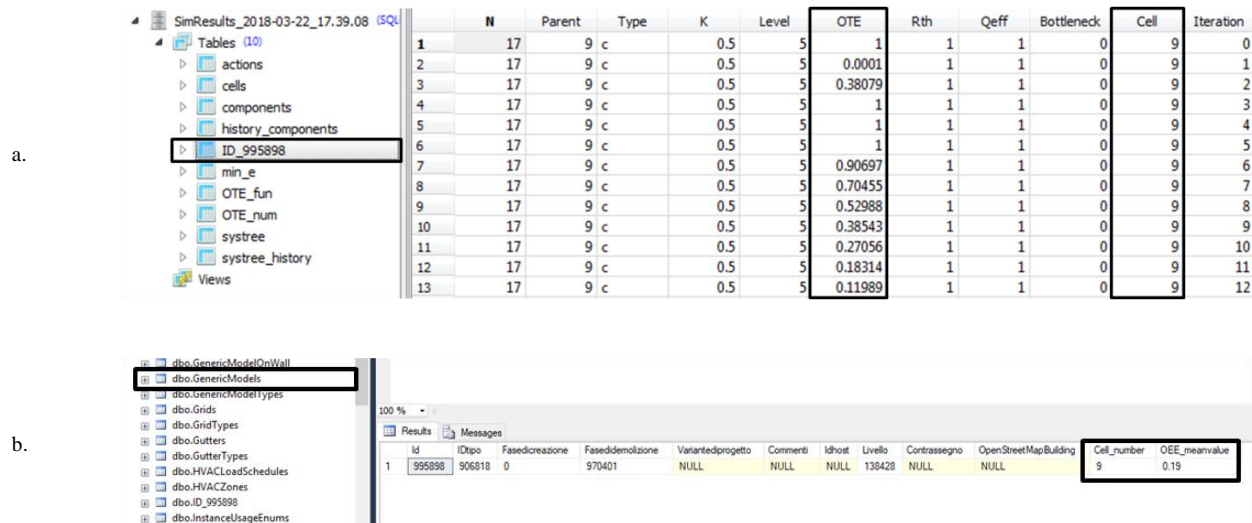 a.
SimResults_2018-03-22_17.39.08 (SQL
Tables (10)
actions
cells
components
history_components
ID_995898
min_e
OTE_fun
OTE_num
systree
systree_history
Views
N Parent Type K Level OTE Rth Qeff Bottleneck Cell Iteration
1 17 9 c 0.5 5 1 1 1 0 9 0
2 17 9 c 0.5 5 0.0001 1 1 0 9 1
3 17 9 c 0.5 5 0.38079 1 1 0 9 2
4 17 9 c 0.5 5 1 1 1 0 9 3
5 17 9 c 0.5 5 1 1 1 0 9 4
6 17 9 c 0.5 5 1 1 1 0 9 5
7 17 9 c 0.5 5 0.90697 1 1 0 9 6
8 17 9 c 0.5 5 0.70455 1 1 0 9 7
9 17 9 c 0.5 5 0.52988 1 1 0 9 8
10 17 9 c 0.5 5 0.38543 1 1 0 9 9
11 17 9 c 0.5 5 0.27056 1 1 0 9 10
12 17 9 c 0.5 5 0.18314 1 1 0 9 11
13 17 9 c 0.5 5 0.11989 1 1 0 9 12
b.
dbo.GenericModelOnWall
dbo.GenericModels
dbo.GenericModelTypes
dbo.Grids
dbo.GridTypes
dbo.Gutters
dbo.GutterTypes
dbo.HVACLoadSchedules
dbo.HVACZones
dbo.ID_995898
dbo.InstanceUsageEnums
100 %
Results Messages
Id IDtipo Fasedicreazione Fasedidemolizione Variantediprogetto Commenti Idhost Livello Contrassegno OpenStreetMapBuilding Cell_number OEE_meanvalue
1 995898 906818 0 970401 NULL NULL NULL 138428 NULL NULL 9 0.19